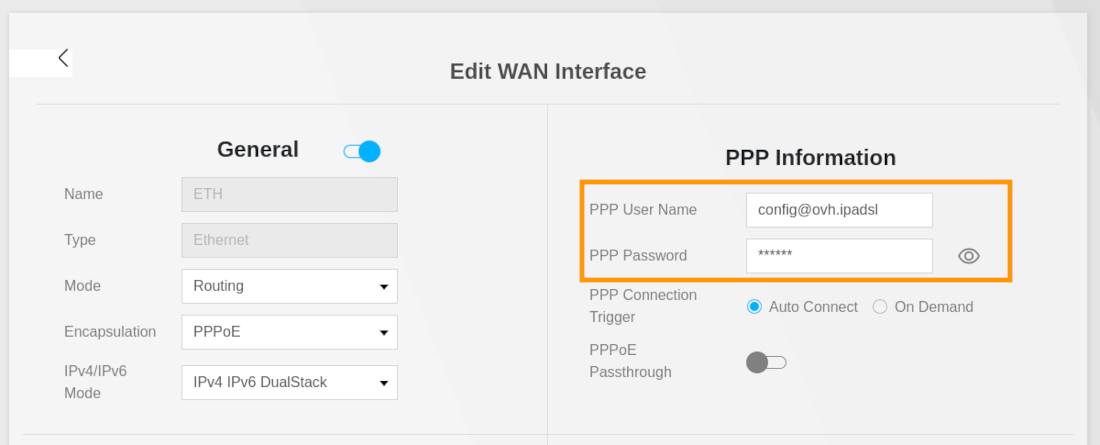 Edit WAN Interface
General
Name
ETH
Type
Ethernet
Mode
Routing
Encapsulation
PPPoE
IPv4/IPv6
Mode
IPv4 IPv6 DualStack
PPP Information
PPP User Name
config@ovh.ipadsl
PPP Password
******
PPP Connection
Trigger
Auto Connect
On Demand
PPPoE
Passthrough